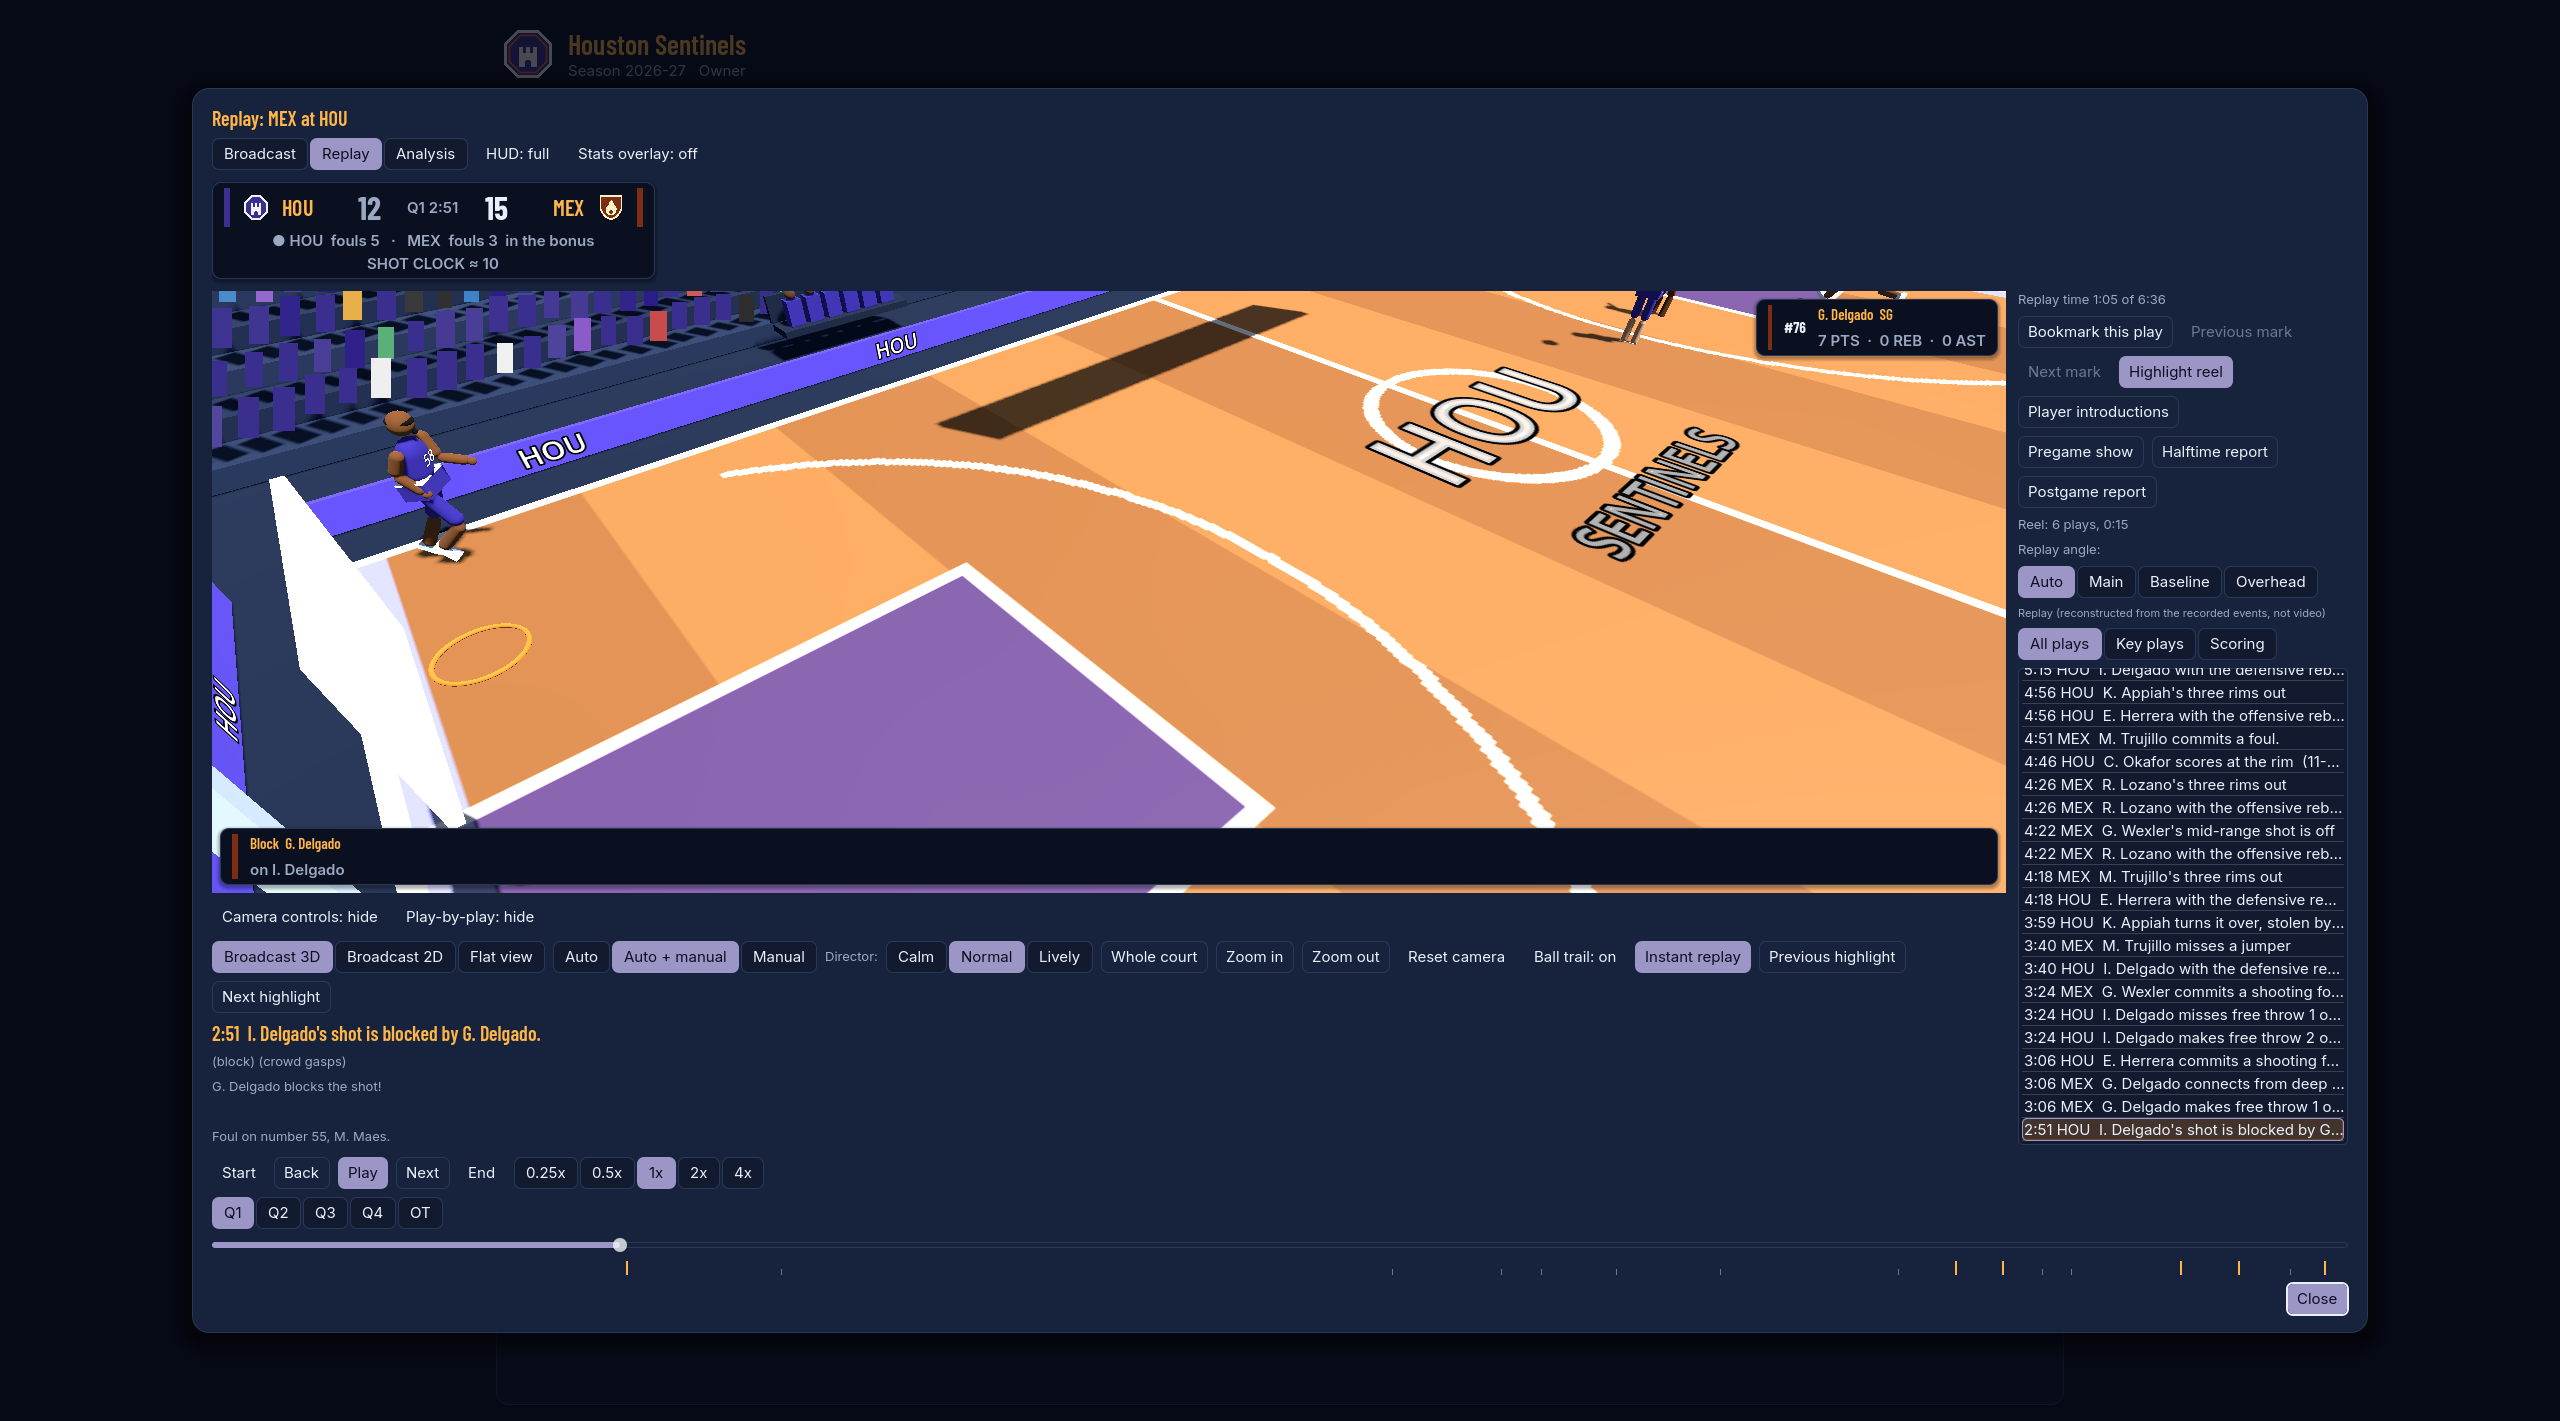 Houston Sentinels
Season 2026-27 Owner
Replay: MEX at HOU
Broadcast Replay Analysis HUD: full Stats overlay: off
HOU 12 Q1 2:51 15 MEX
HOU fouls 5 · MEX fouls 3 in the bonus
SHOT CLOCK ≈ 10
HOU
HOU
HOU
SENTINELS
HOU
58
#76
G. Delgado SG
7 PTS · 0 REB · 0 AST
Block G. Delgado
on I. Delgado
Replay time 1:05 of 6:36
Bookmark this play Previous mark
Next mark Highlight reel
Player introductions
Pregame show Halftime report
Postgame report
Reel: 6 plays, 0:15
Replay angle:
Auto Main Baseline Overhead
Replay (reconstructed from the recorded events, not video)
All plays Key plays Scoring
5:15 HOU I. Delgado with the defensive reb...
4:56 HOU K. Appiah's three rims out
4:56 HOU E. Herrera with the offensive reb...
4:51 MEX M. Trujillo commits a foul.
4:46 HOU C. Okafor scores at the rim (11-...
4:26 MEX R. Lozano's three rims out
4:26 MEX R. Lozano with the offensive reb...
4:22 MEX G. Wexler's mid-range shot is off
4:22 MEX R. Lozano with the offensive reb...
4:18 MEX M. Trujillo's three rims out
4:18 HOU E. Herrera with the defensive re...
3:59 HOU K. Appiah turns it over, stolen by...
3:40 MEX M. Trujillo misses a jumper
3:40 HOU I. Delgado with the defensive re...
3:24 MEX G. Wexler commits a shooting fo...
3:24 HOU I. Delgado misses free throw 1 o...
3:24 HOU I. Delgado makes free throw 2 o...
3:06 HOU E. Herrera commits a shooting f...
3:06 MEX G. Delgado connects from deep ...
3:06 MEX G. Delgado makes free throw 1 o...
2:51 HOU I. Delgado's shot is blocked by G...
Camera controls: hide Play-by-play: hide
Broadcast 3D Broadcast 2D Flat view Auto Auto + manual Manual Director: Calm Normal Lively Whole court Zoom in Zoom out Reset camera Ball trail: on Instant replay Previous highlight
Next highlight
2:51 I. Delgado's shot is blocked by G. Delgado.
(block) (crowd gasps)
G. Delgado blocks the shot!
Foul on number 55, M. Maes.
Start Back Play Next End 0.25x 0.5x 1x 2x 4x
Q1 Q2 Q3 Q4 OT
Close